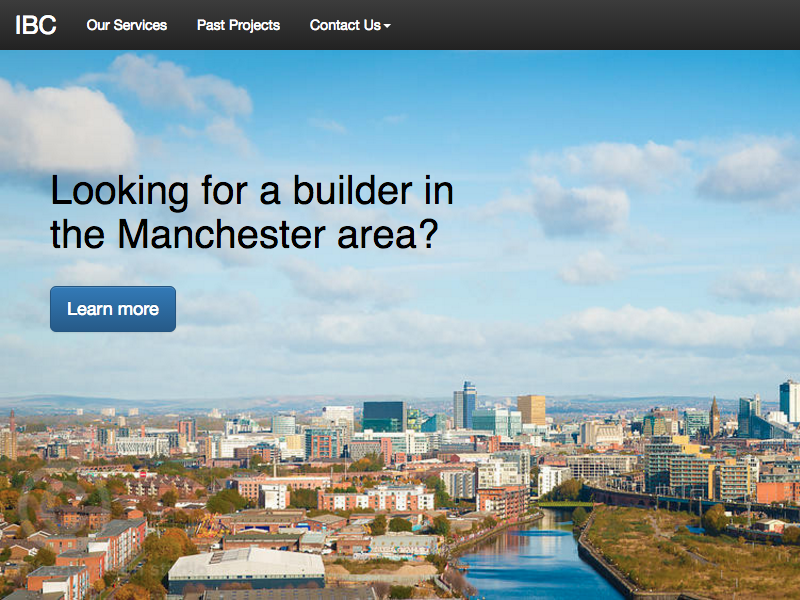 IBC
Our Services
Past Projects
Contact Us
Looking for a builder in
the Manchester area?
Learn more